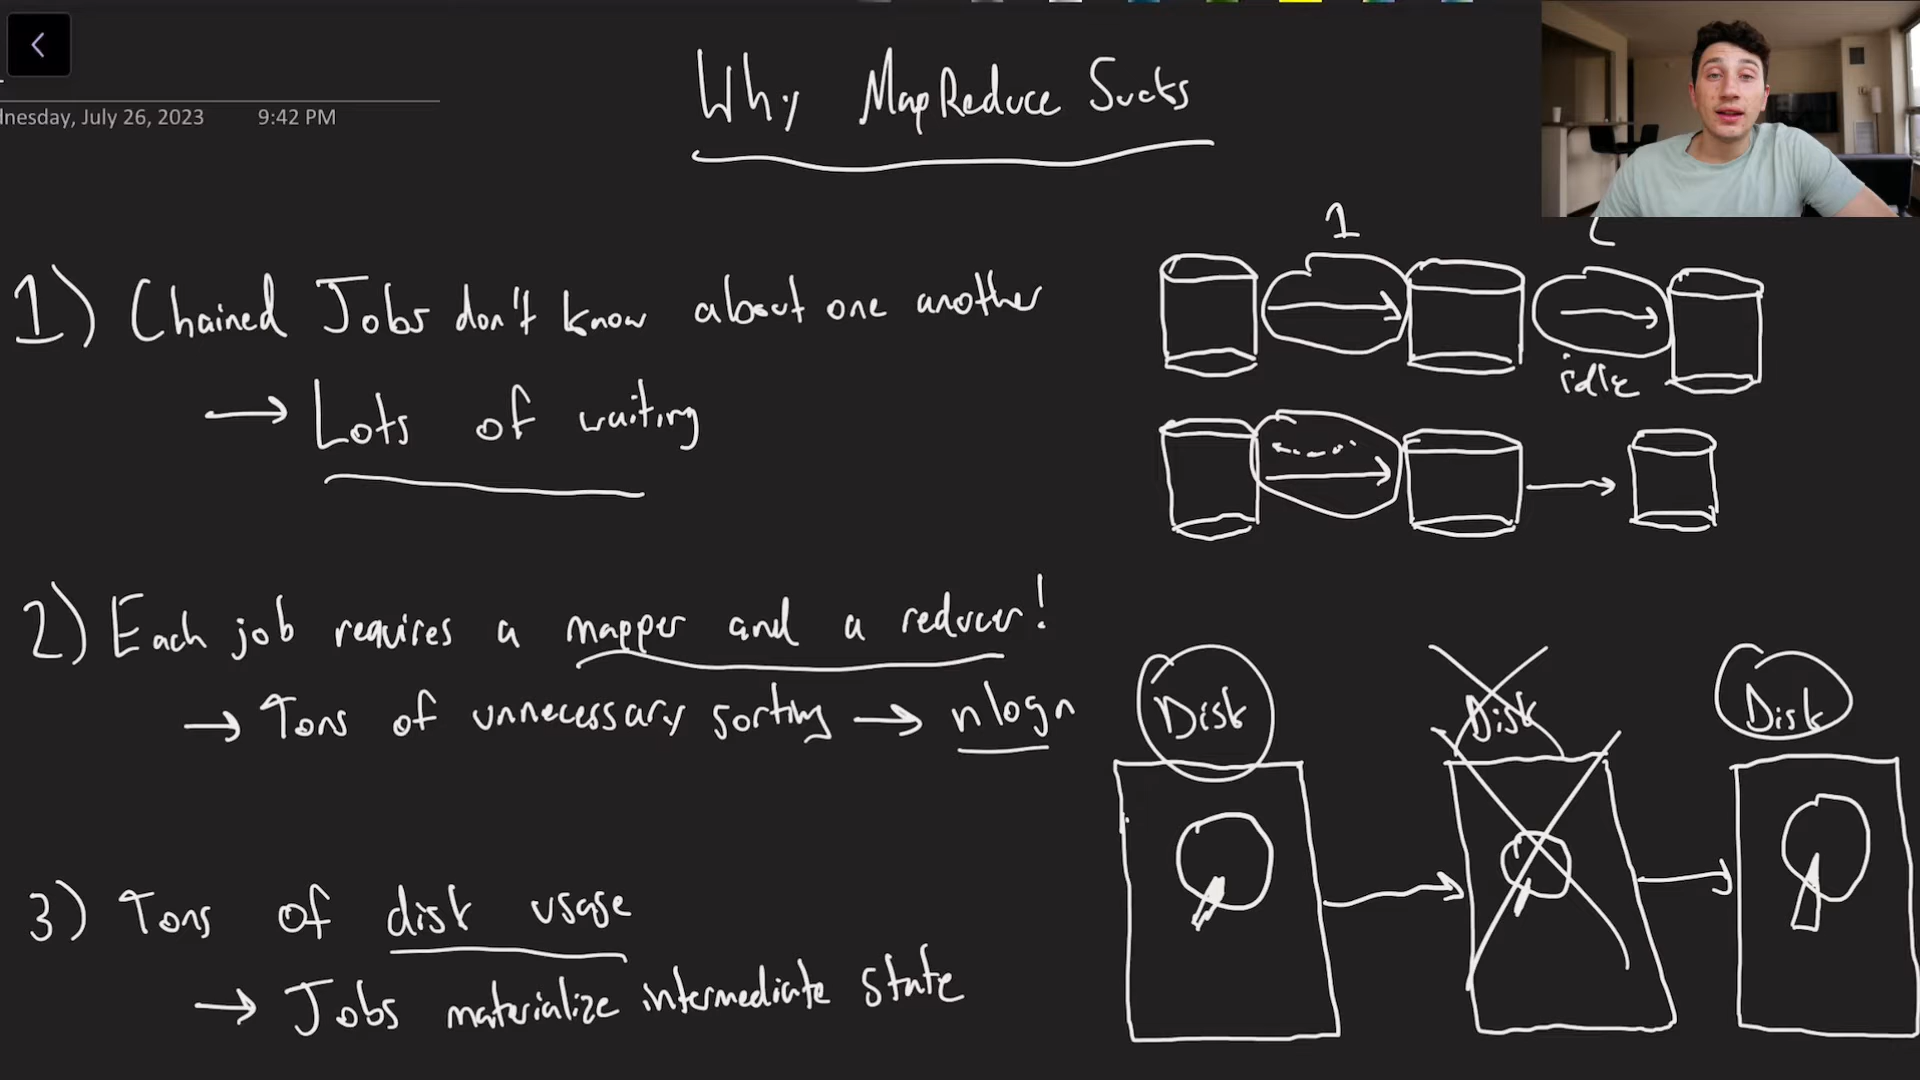 dnesday, July 26, 2023 9:42 PM
Why MapReduce Sucks
1) Chained Jobs don't know about one another
→ Lots of waiting
1
idle
2) Each job requires a mapper and a reducer!
→ Tons of unnecessary sorting → nlogn
Disk Disk Disk
3) Tons of disk usage
→ Jobs materialize intermediate state